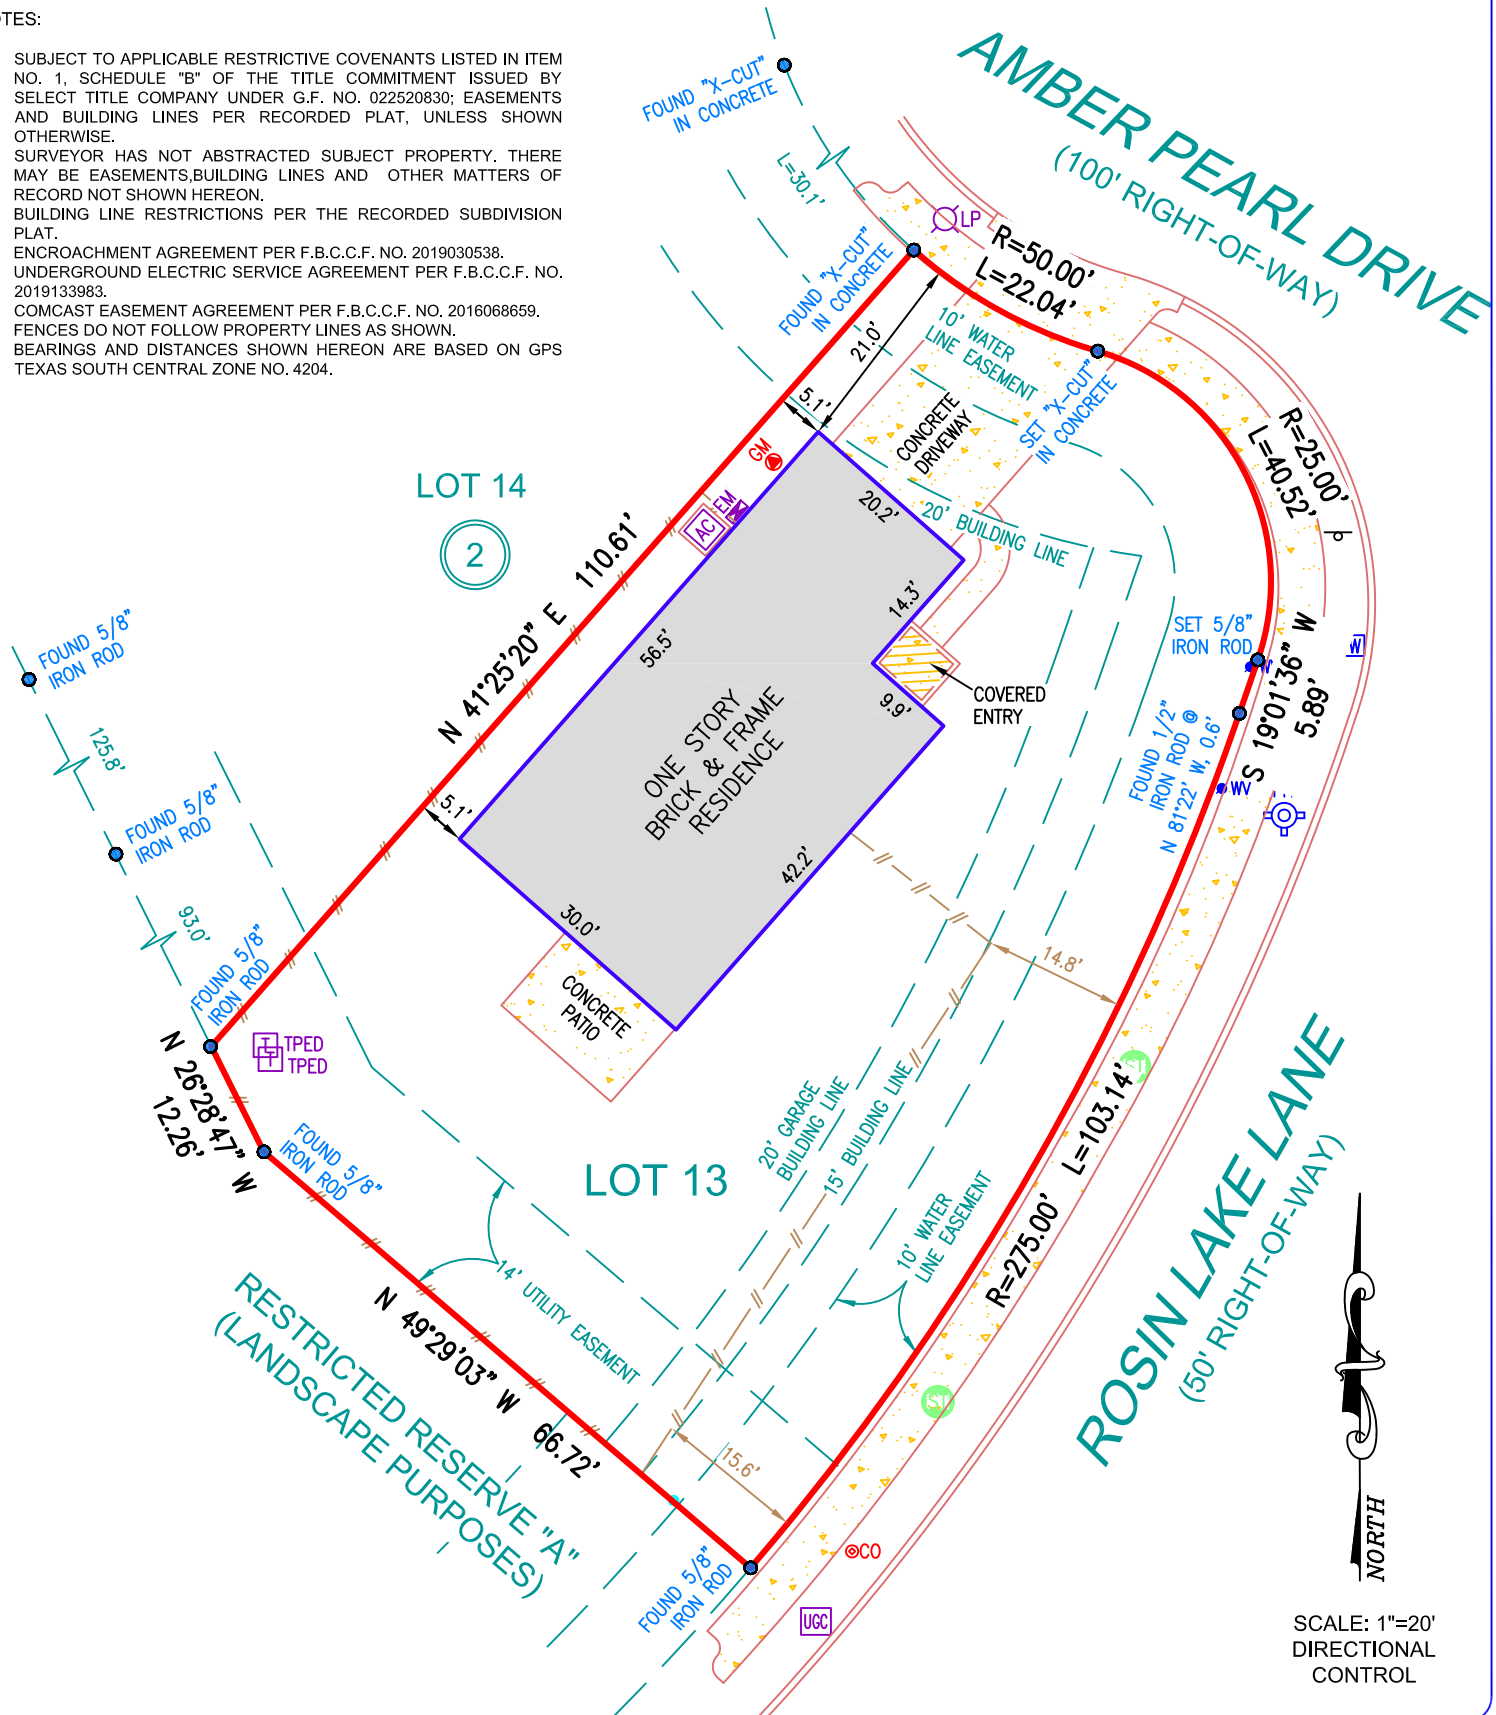 NOTES:
SUBJECT TO APPLICABLE RESTRICTIVE COVENANTS LISTED IN ITEM
NO. 1, SCHEDULE "B" OF THE TITLE COMMITMENT ISSUED BY
SELECT TITLE COMPANY UNDER G.F. NO. 022520830; EASEMENTS
AND BUILDING LINES PER RECORDED PLAT, UNLESS SHOWN
OTHERWISE.
SURVEYOR HAS NOT ABSTRACTED SUBJECT PROPERTY. THERE
MAY BE EASEMENTS,BUILDING LINES AND OTHER MATTERS OF
RECORD NOT SHOWN HEREON.
BUILDING LINE RESTRICTIONS PER THE RECORDED SUBDIVISION
PLAT.
ENCROACHMENT AGREEMENT PER F.B.C.C.F. NO. 2019030538.
UNDERGROUND ELECTRIC SERVICE AGREEMENT PER F.B.C.C.F. NO.
2019133983.
COMCAST EASEMENT AGREEMENT PER F.B.C.C.F. NO. 2016068659.
FENCES DO NOT FOLLOW PROPERTY LINES AS SHOWN.
BEARINGS AND DISTANCES SHOWN HEREON ARE BASED ON GPS
TEXAS SOUTH CENTRAL ZONE NO. 4204.
FOUND "X-CUT"
IN CONCRETE
AMBER PEARL DRIVE
(100' RIGHT-OF-WAY)
L=30.1'
LP
FOUND "X-CUT"
IN CONCRETE
R=50.00'
L=22.04'
21.0'
10' WATER
LINE EASEMENT
SET "X-CUT"
IN CONCRETE
5.1'
CONCRETE
DRIVEWAY
R=25.00'
L=40.52'
GM
EM
AC
LOT 14
2
20.2'
20' BUILDING LINE
N 41°25'20" E 110.61'
14.3'
56.5'
9.9'
COVERED
ENTRY
SET 5/8"
IRON ROD
W
W
S 19°01'36" W
5.89'
FOUND 1/2"
IRON ROD @
N 81°22' W, 0.6'
WV
FOUND 5/8"
IRON ROD
125.8'
FOUND 5/8"
IRON ROD
93.0'
ONE STORY
BRICK & FRAME
RESIDENCE
5.1'
42.2'
30.0'
14.8'
FOUND 5/8"
IRON ROD
CONCRETE
PATIO
T
TPED
T
TPED
N 26°28'47" W
12.26'
FOUND 5/8"
IRON ROD
LOT 13
20' GARAGE
BUILDING LINE
15' BUILDING LINE
10' WATER
LINE EASEMENT
ST
R=275.00' L=103.14'
ROSIN LAKE LANE
(50' RIGHT-OF-WAY)
14' UTILITY EASEMENT
N 49°29'03" W 66.72'
RESTRICTED RESERVE "A"
(LANDSCAPE PURPOSES)
ST
15.6'
FOUND 5/8"
IRON ROD
CO
UGC
NORTH
SCALE: 1"=20'
DIRECTIONAL
CONTROL